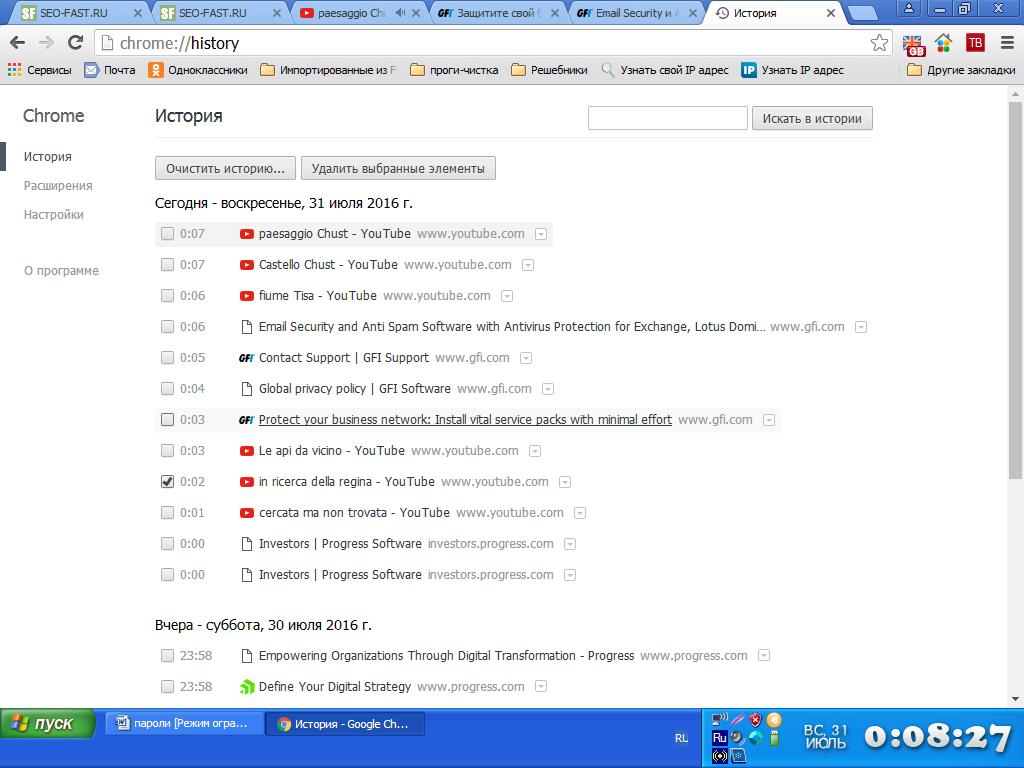 SEO-FAST.RU
SEO-FAST.RU
paesaggio Chu
GFI Защитите свой б
GFI Email Security и А
История
chrome://history
GB
ТВ
Сервисы
Почта
Одноклассники
Импортированные из F
проги-чистка
Решебники
Узнать свой IP адрес
IP Узнать IP адрес
Другие закладки
Chrome
История
Искать в истории
История
Расширения
Настройки
О программе
Очистить историю...
Удалить выбранные элементы
Сегодня - воскресенье, 31 июля 2016 г.
0:07 paesaggio Chust - YouTube www.youtube.com
0:07 Castello Chust - YouTube www.youtube.com
0:06 fiume Tisa - YouTube www.youtube.com
0:06 Email Security and Anti Spam Software with Antivirus Protection for Exchange, Lotus Domi... www.gfi.com
0:05 GFI Contact Support | GFI Support www.gfi.com
0:04 Global privacy policy | GFI Software www.gfi.com
0:03 GFI Protect your business network: Install vital service packs with minimal effort www.gfi.com
0:03 Le api da vicino - YouTube www.youtube.com
0:02 in ricerca della regina - YouTube www.youtube.com
0:01 cercata ma non trovata - YouTube www.youtube.com
0:00 Investors | Progress Software investors.progress.com
0:00 Investors | Progress Software investors.progress.com
Вчера - суббота, 30 июля 2016 г.
23:58 Empowering Organizations Through Digital Transformation - Progress www.progress.com
23:58 Define Your Digital Strategy www.progress.com
пуск
пароли [Режим огра...
История - Google Ch...
RU
Ru
ВС, 31
ИЮЛЬ
0:08:27